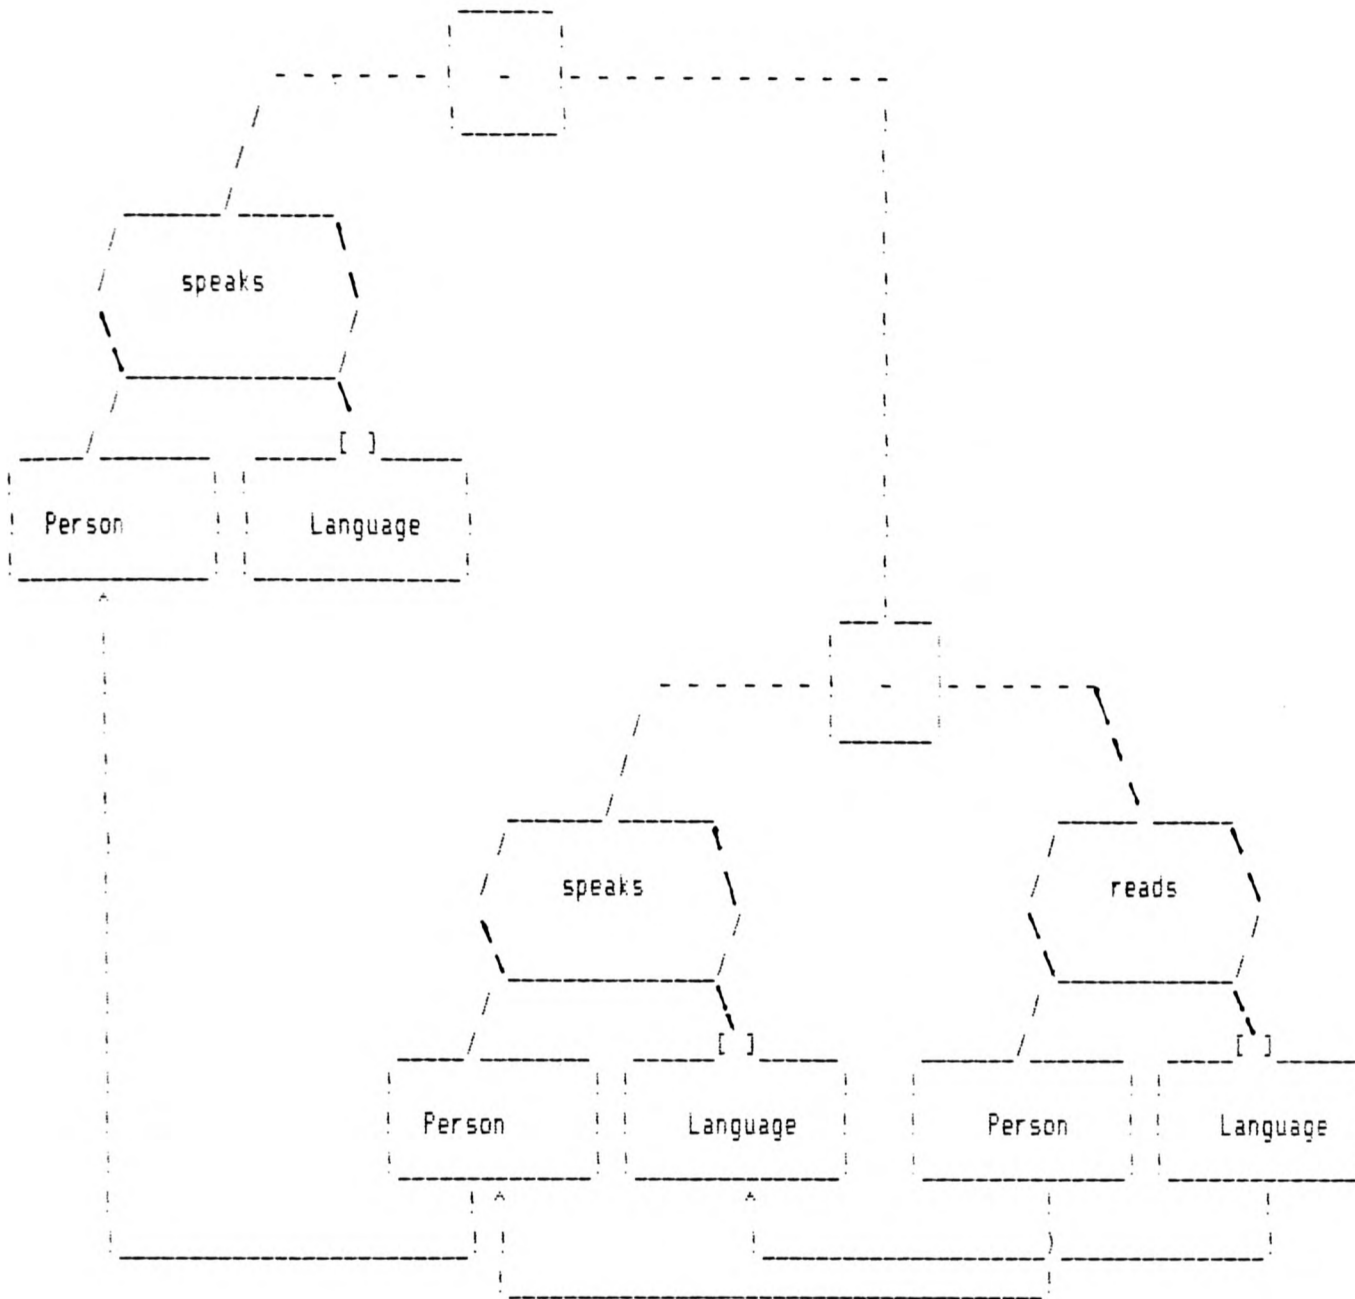 -
speaks
[ ]
Person Language
-
speaks reads
[ ] [ ]
Person Language Person Language